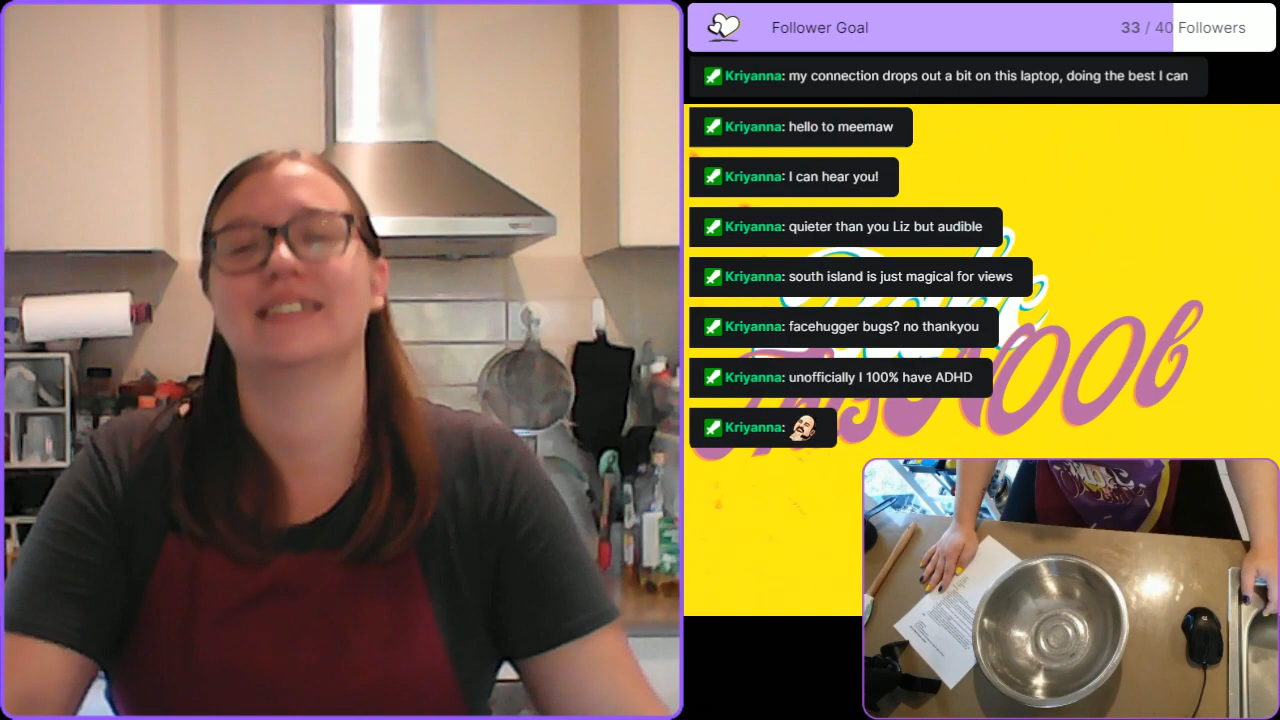 Follower Goal
33 / 40 Followers
Kriyanna: my connection drops out a bit on this laptop, doing the best I can
Kriyanna: hello to meemaw
Kriyanna: I can hear you!
Kriyanna: quieter than you Liz but audible
Kriyanna: south island is just magical for views
Kriyanna: facehugger bugs? no thankyou
Kriyanna: unofficially I 100% have ADHD
Kriyanna: